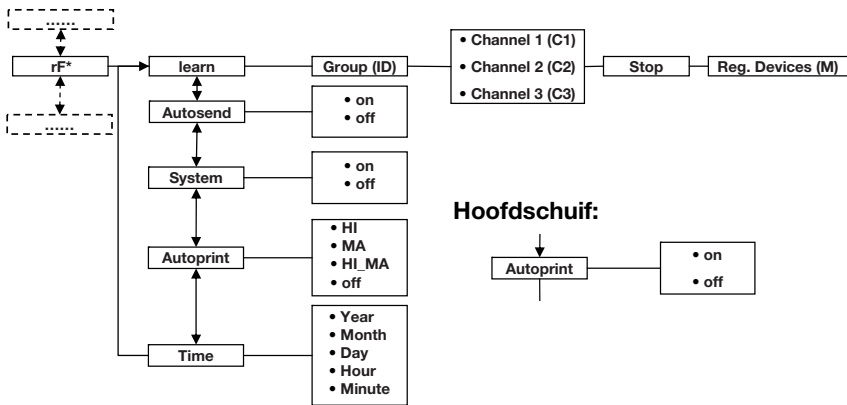 ......
rF*
......
learn
Group (ID)
• Channel 1 (C1)
• Channel 2 (C2)
• Channel 3 (C3)
Stop
Reg. Devices (M)
Autosend
• on
• off
System
• on
• off
Autoprint
• HI
• MA
• HI_MA
• off
Time
• Year
• Month
• Day
• Hour
• Minute
Hoofdschuif:
Autoprint
• on
• off